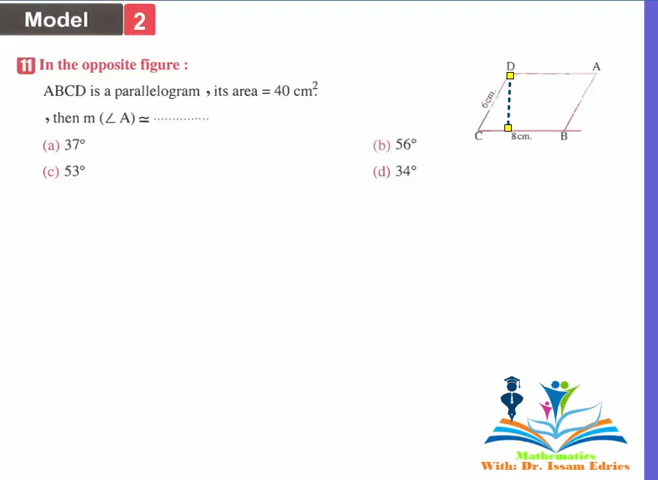 Model 2
11 In the opposite figure :
ABCD is a parallelogram , its area = 40 cm².
, then m (∠ A) ≃ ...............
(a) 37°
(b) 56°
(c) 53°
(d) 34°
D
A
6cm.
C
8cm.
B
Mathematics
With: Dr. Issam Edries